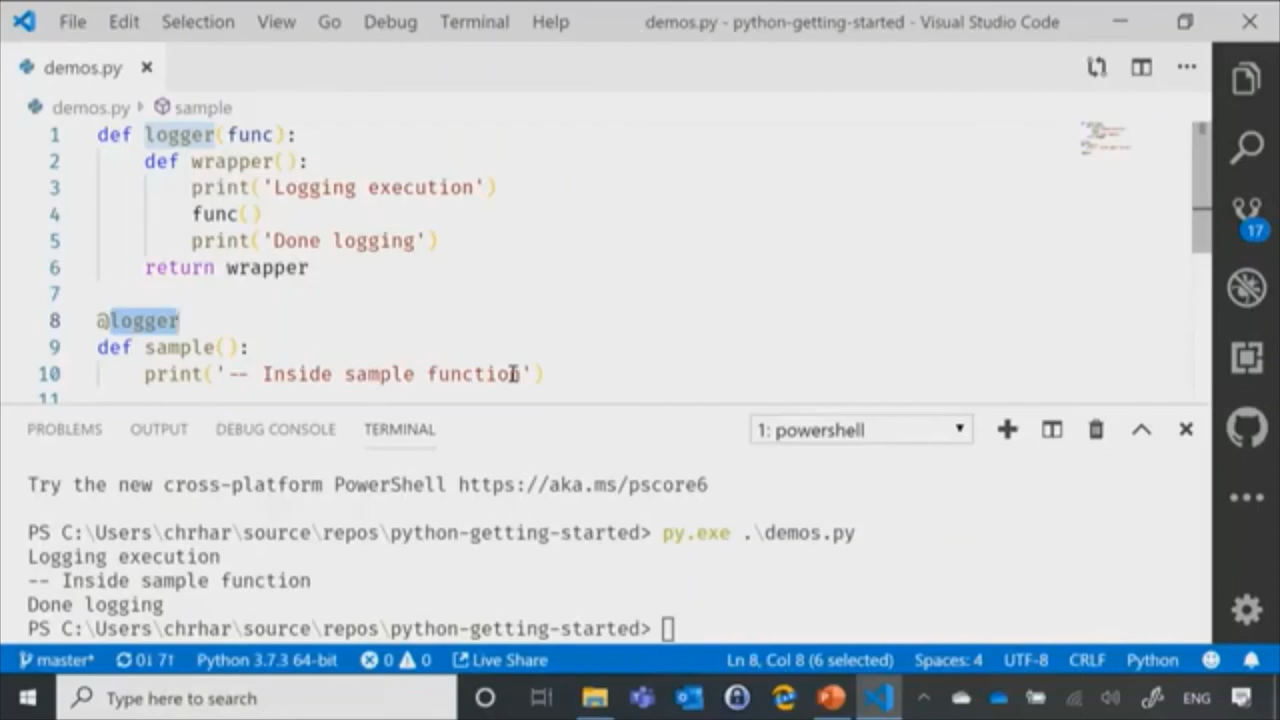 File Edit Selection View Go Debug Terminal Help demos.py - python-getting-started - Visual Studio Code
demos.py
demos.py sample
1 def logger(func):
2 def wrapper():
3 print('Logging execution')
4 func()
5 print('Done logging')
6 return wrapper
7
8 @logger
9 def sample():
10 print('-- Inside sample function')
11
17
PROBLEMS OUTPUT DEBUG CONSOLE TERMINAL 1: powershell
Try the new cross-platform PowerShell https://aka.ms/pscore6
PS C:\Users\chrhar\source\repos\python-getting-started> py.exe .\demos.py
Logging execution
-- Inside sample function
Done logging
PS C:\Users\chrhar\source\repos\python-getting-started>
master* 0↓ 7↑ Python 3.7.3 64-bit 0 0 Live Share Ln 8, Col 8 (6 selected) Spaces: 4 UTF-8 CRLF Python
Type here to search ENG